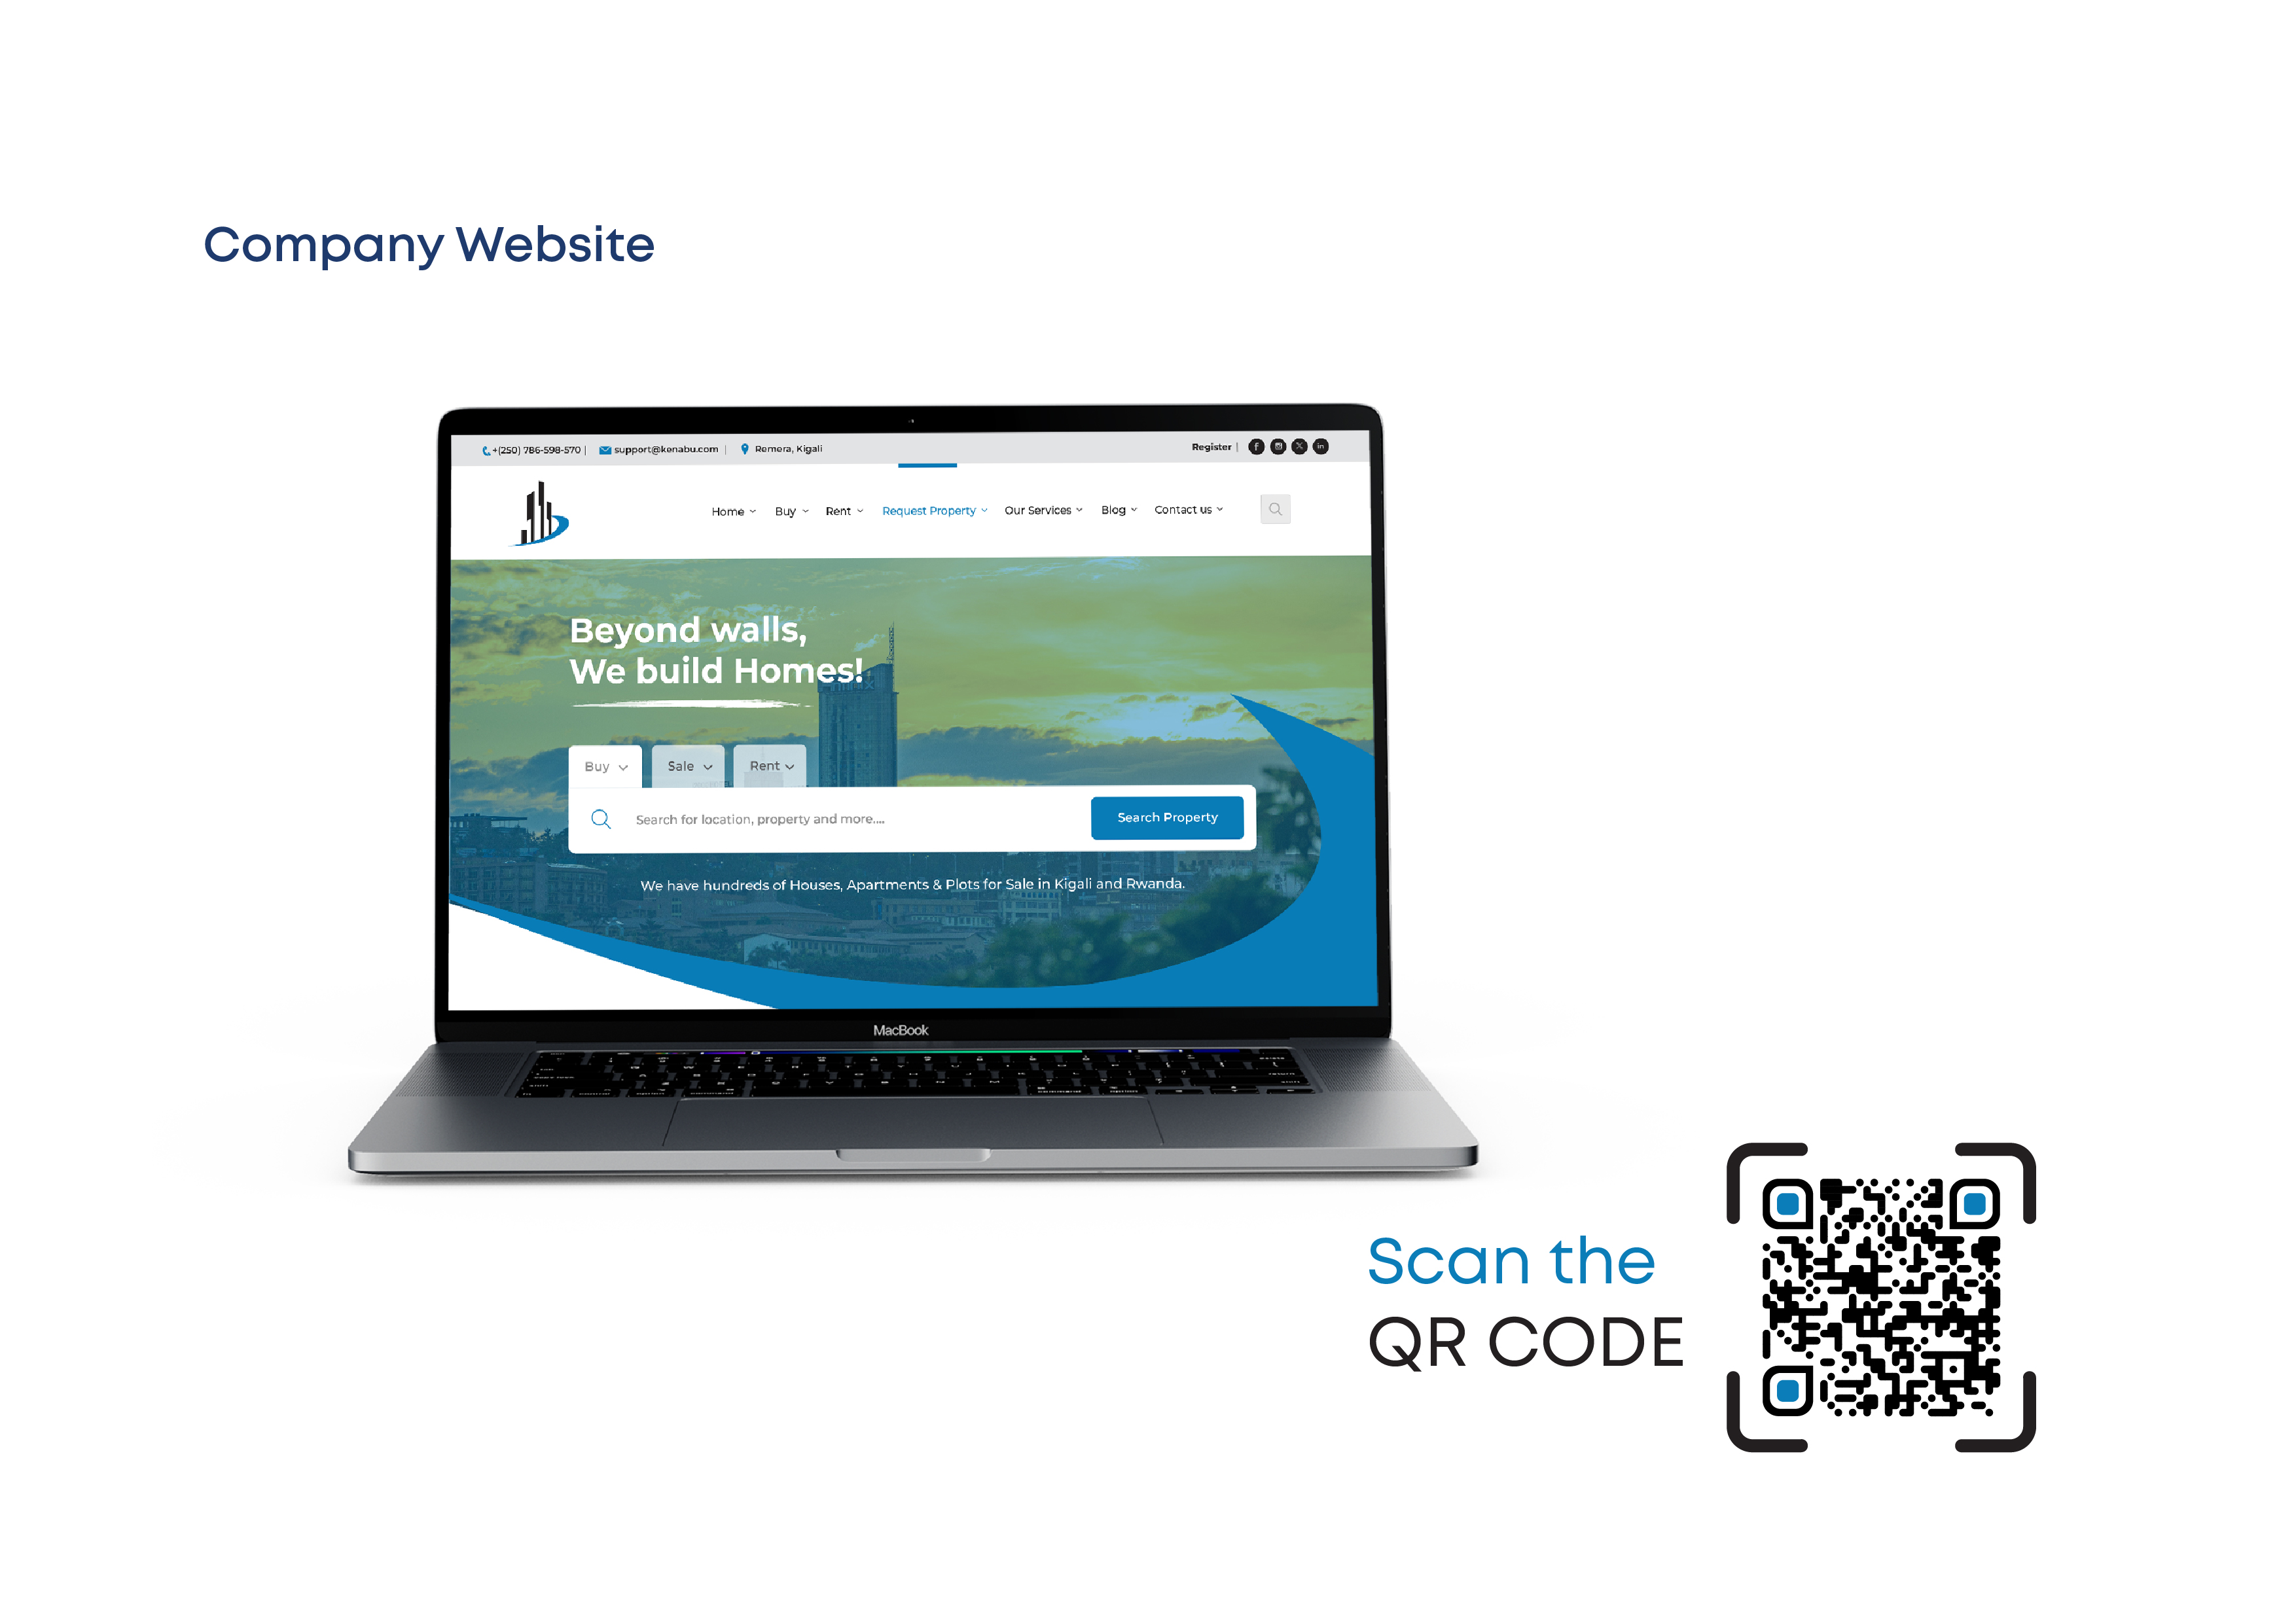 Company Website
+(250) 786-598-570 | support@kenabu.com | Remera, Kigali
Register |
Home Buy Rent Request Property Our Services Blog Contact us
Beyond walls,
We build Homes!
Buy Sale Rent
Search for location, property and more....
Search Property
We have hundreds of Houses, Apartments & Plots for Sale in Kigali and Rwanda.
MacBook
Scan the
QR CODE